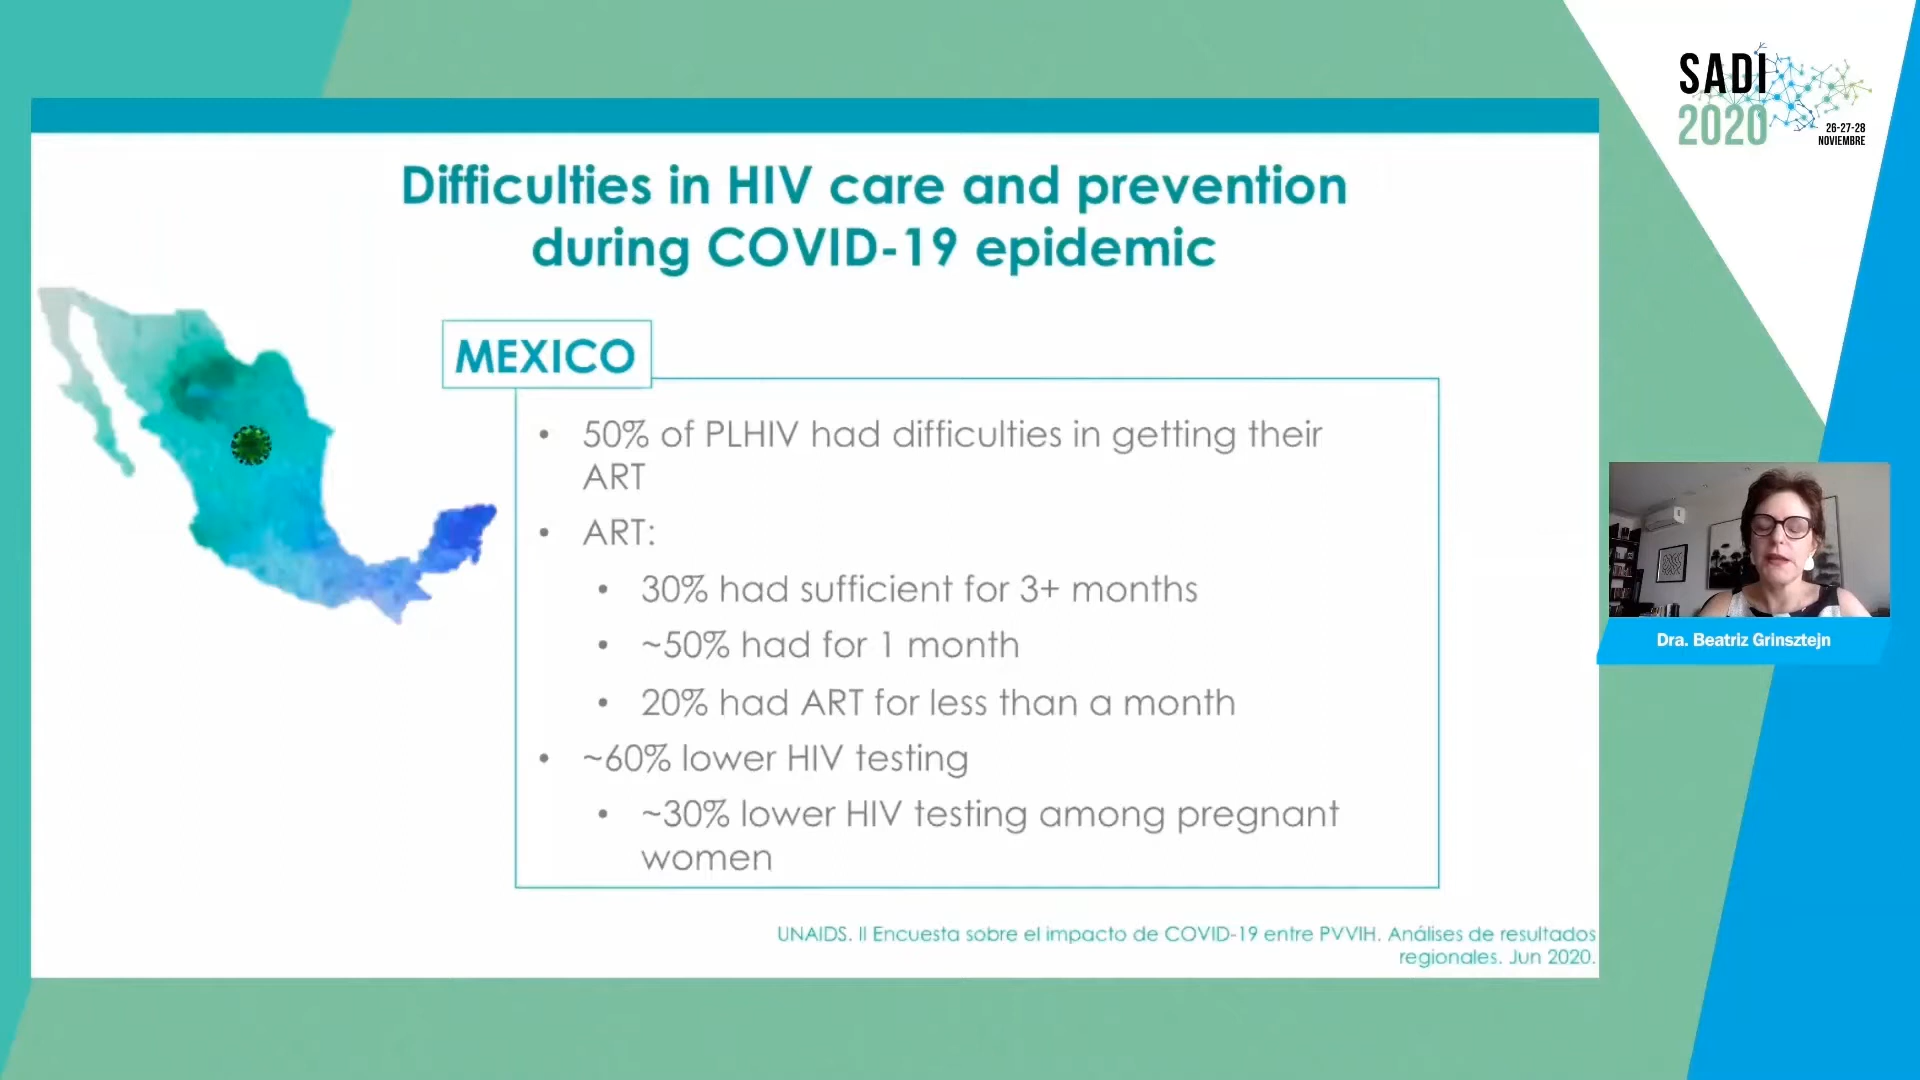 SADI
2020
26-27-28
NOVIEMBRE
Difficulties in HIV care and prevention
during COVID-19 epidemic
MEXICO
• 50% of PLHIV had difficulties in getting their
ART
• ART:
• 30% had sufficient for 3+ months
• ~50% had for 1 month
• 20% had ART for less than a month
• ~60% lower HIV testing
• ~30% lower HIV testing among pregnant
women
UNAIDS. II Encuesta sobre el impacto de COVID-19 entre PVVIH. Análises de resultados
regionales. Jun 2020.
Dra. Beatriz Grinsztejn